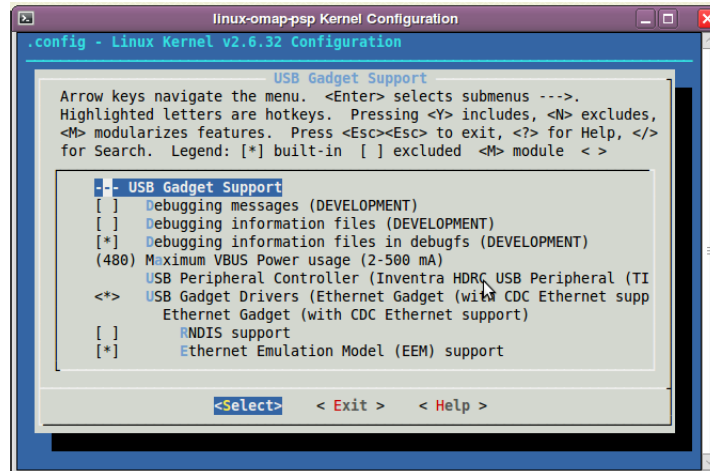 linux-omap-psp Kernel Configuration
.config - Linux Kernel v2.6.32 Configuration
USB Gadget Support
Arrow keys navigate the menu.  <Enter> selects submenus --->.
Highlighted letters are hotkeys.  Pressing <Y> includes, <N> excludes,
<M> modularizes features.  Press <Esc><Esc> to exit, <?> for Help, </>
for Search.  Legend: [*] built-in  [ ] excluded  <M> module  < >
--- USB Gadget Support
[ ]   Debugging messages (DEVELOPMENT)
[ ]   Debugging information files (DEVELOPMENT)
[*]   Debugging information files in debugfs (DEVELOPMENT)
(480) Maximum VBUS Power usage (2-500 mA)
USB Peripheral Controller (Inventra HDRC USB Peripheral (TI
<*>   USB Gadget Drivers (Ethernet Gadget (with CDC Ethernet supp
Ethernet Gadget (with CDC Ethernet support)
[ ]       RNDIS support
[*]       Ethernet Emulation Model (EEM) support
<Select>    < Exit >    < Help >